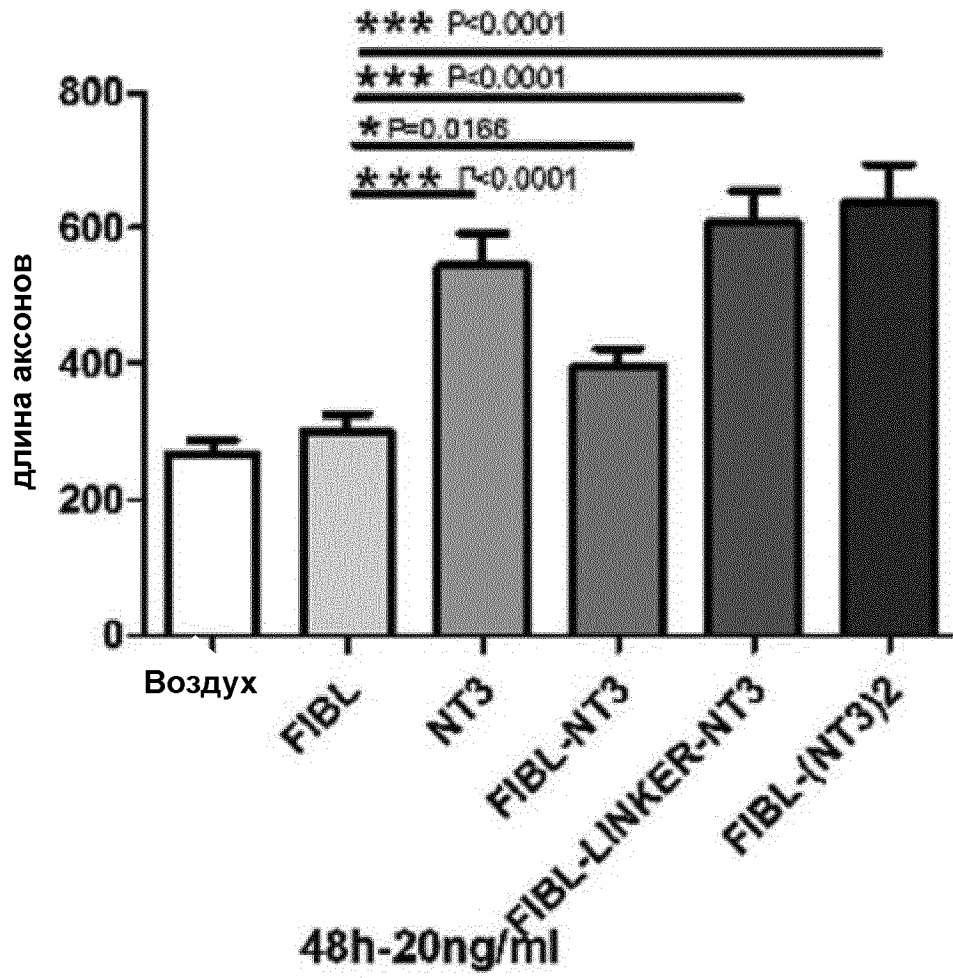 *** P<0.0001
*** P<0.0001
* P=0.0166
*** P<0.0001
800
600
400
200
0
длина аксонов
Воздух
FIBL
NT3
FIBL-NT3
FIBL-LINKER-NT3
FIBL-(NT3)2
48h-20ng/ml